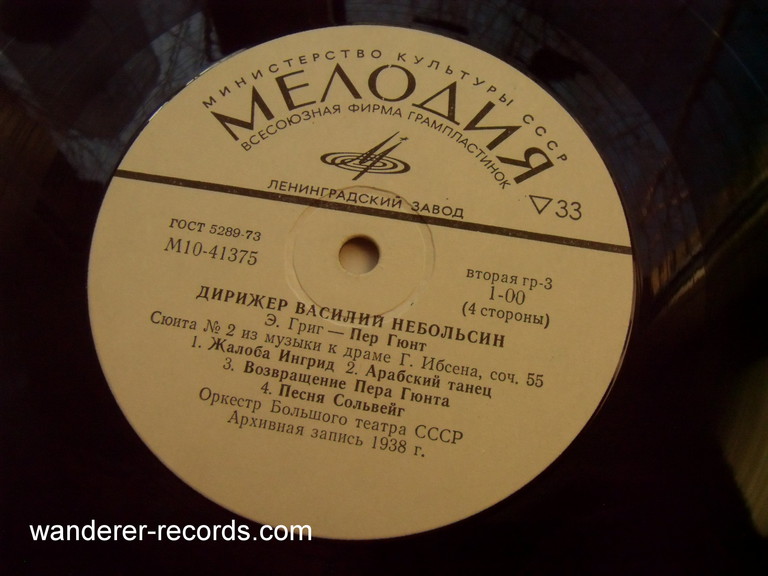 МИНИСТЕРСТВО КУЛЬТУРЫ СССР
МЕЛОДИЯ
ВСЕСОЮЗНАЯ ФИРМА ГРАМПЛАСТИНОК
ЛЕНИНГРАДСКИЙ ЗАВОД
33
ГОСТ 5289-73
М10-41375
вторая гр-3
1-00
(4 стороны)
ДИРИЖЕР ВАСИЛИЙ НЕБОЛЬСИН
Э. Григ — Пер Гюнт
Сюита № 2 из музыки к драме Г. Ибсена, соч. 55
1. Жалоба Ингрид 2. Арабский танец
3. Возвращение Пера Гюнта
4. Песня Сольвейг
Оркестр Большого театра СССР
Архивная запись 1938 г.
wanderer-records.com